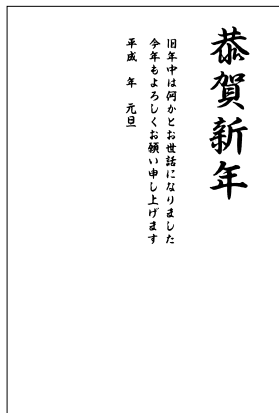 恭賀新年
旧年中は何かとお世話になりました
今年もよろしくお願い申し上げます
平成　年　元旦